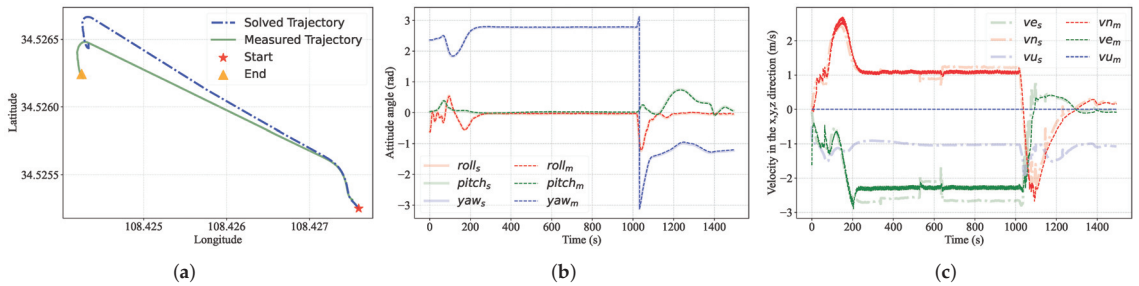 Solved Trajectory
Measured Trajectory
Start
End
34.5265
34.5260
34.5255
Latitude
108.425 108.426 108.427
Longitude
(a)
3
2
1
0
−1
−2
−3
Attitude angle (rad)
roll_s roll_m
pitch_s pitch_m
yaw_s yaw_m
0 200 400 600 800 1000 1200 1400
Time (s)
(b)
ve_s vn_m
vn_s ve_m
vu_s vu_m
2
1
0
−1
−2
−3
Velocity in the x,y,z direction (m/s)
0 200 400 600 800 1000 1200 1400
Time (s)
(c)